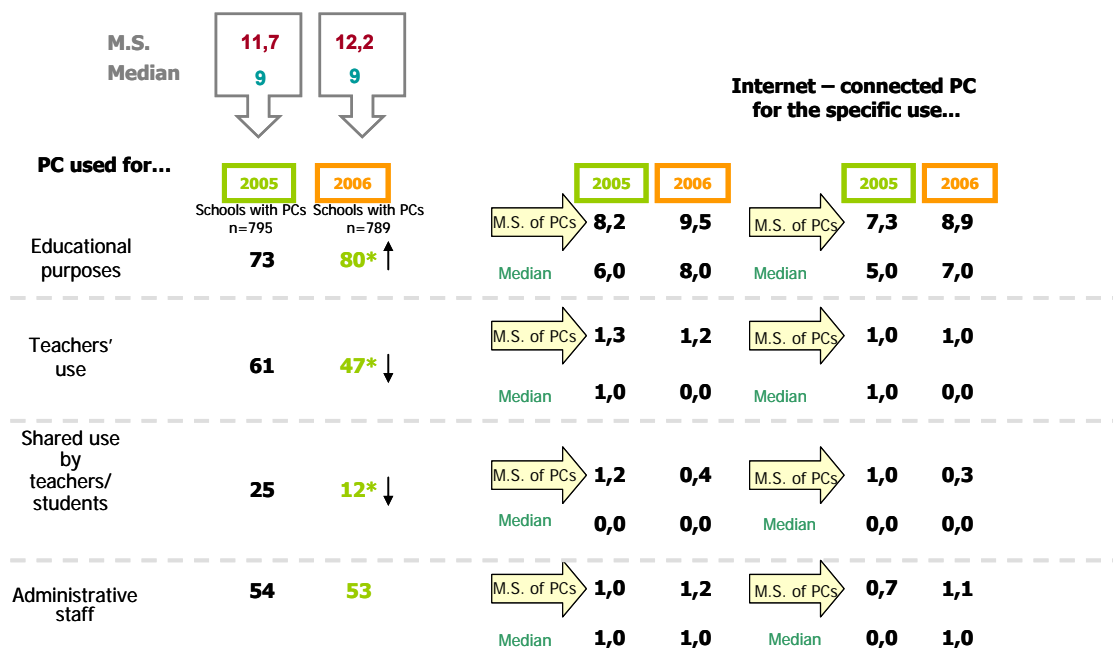 M.S. 11,7 12,2
Median 9 9
Internet – connected PC
for the specific use...
PC used for...
2005 2006 2005 2006 2005 2006
Schools with PCs Schools with PCs
n=795 n=789
M.S. of PCs 8,2 9,5 M.S. of PCs 7,3 8,9
Educational
purposes
73 80*
Median 6,0 8,0 Median 5,0 7,0
M.S. of PCs 1,3 1,2 M.S. of PCs 1,0 1,0
Teachers'
use
61 47*
Median 1,0 0,0 Median 1,0 0,0
Shared use
by
teachers/
students
25 12*
M.S. of PCs 1,2 0,4 M.S. of PCs 1,0 0,3
Median 0,0 0,0 Median 0,0 0,0
Administrative
staff
54 53
M.S. of PCs 1,0 1,2 M.S. of PCs 0,7 1,1
Median 1,0 1,0 Median 0,0 1,0